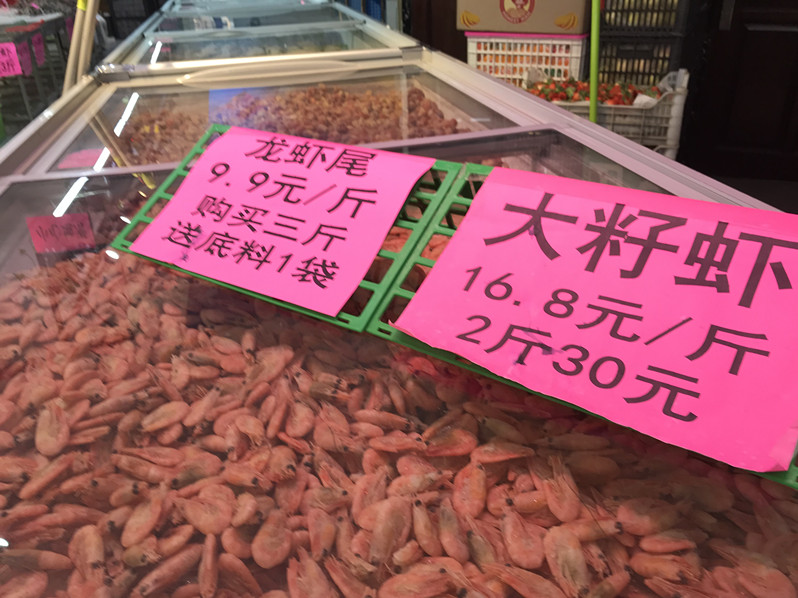 龙虾尾
9.9元/斤
购买三斤
送底料1袋
大籽虾
16.8元/斤
2斤30元